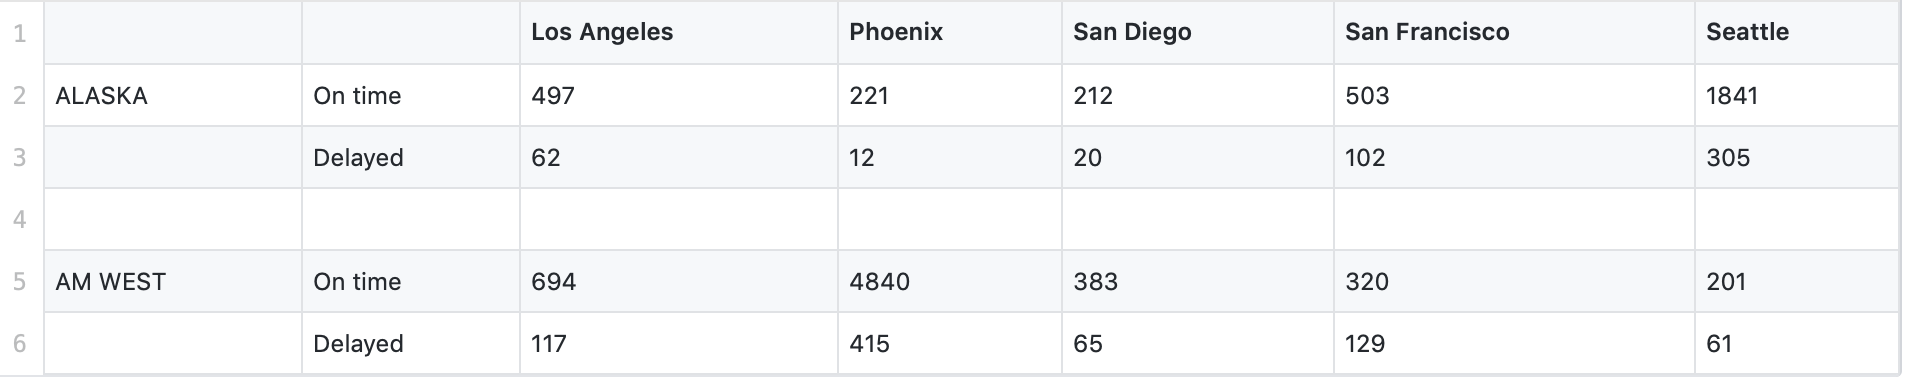 1 Los Angeles Phoenix San Diego San Francisco Seattle
2 ALASKA On time 497 221 212 503 1841
3 Delayed 62 12 20 102 305
4
5 AM WEST On time 694 4840 383 320 201
6 Delayed 117 415 65 129 61